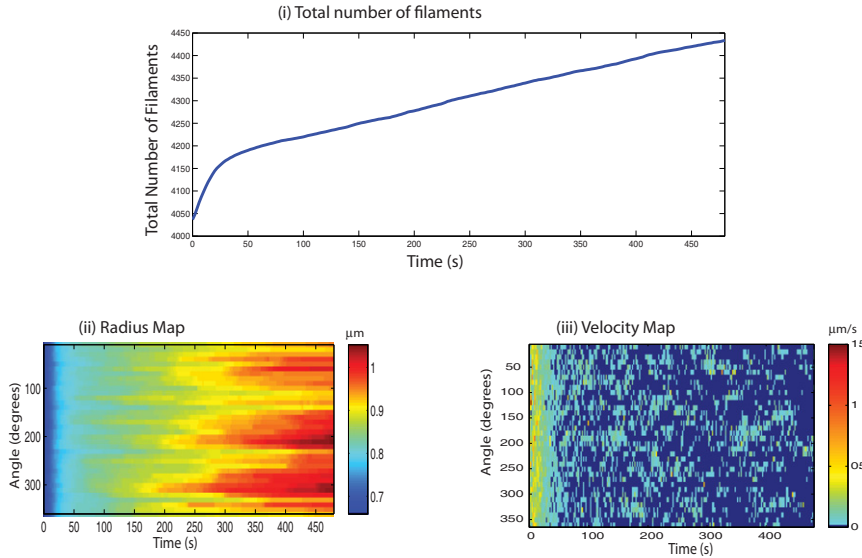 (i) Total number of filaments
Total Number of Filaments
4450
4400
4350
4300
4250
4200
4150
4100
4050
4000
0 50 100 150 200 250 300 350 400 450
Time (s)
(ii) Radius Map
μm
Angle (degrees)
100
200
300
0 50 100 150 200 250 300 350 400 450
Time (s)
1
0.9
0.8
0.7
(iii) Velocity Map
μm/s
Angle (degrees)
50
100
150
200
250
300
350
0 100 200 300 400
Time (s)
15
1
05
0